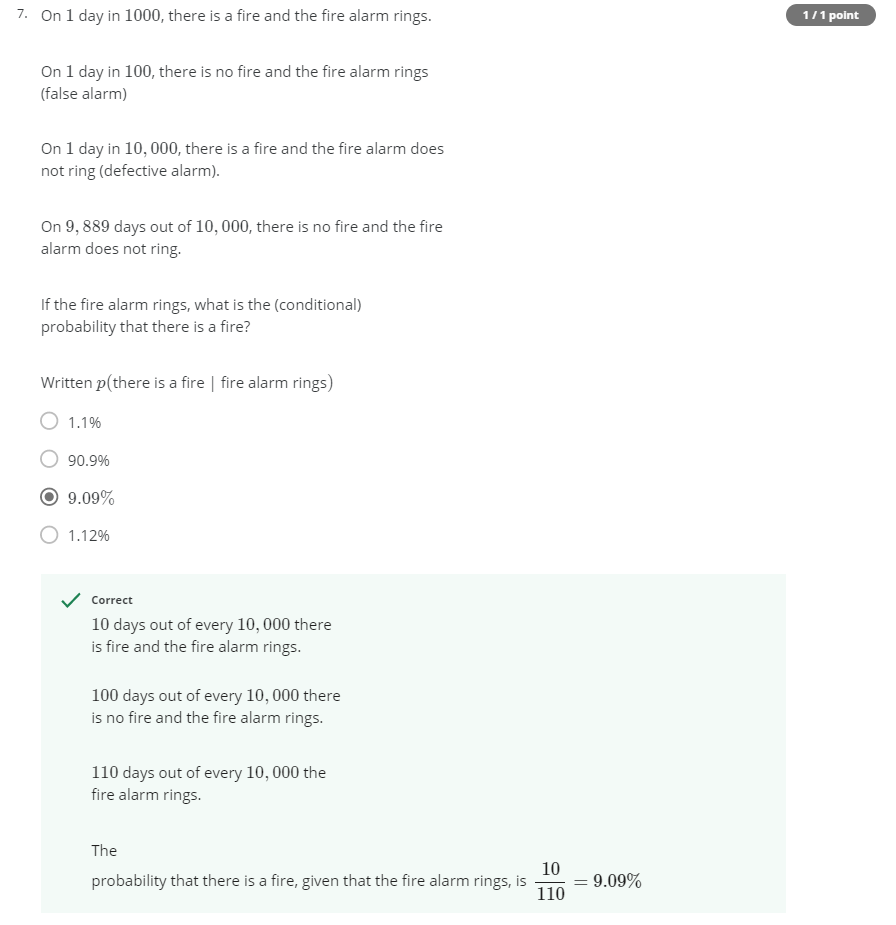 7. On 1 day in 1000, there is a fire and the fire alarm rings.
1 / 1 point
On 1 day in 100, there is no fire and the fire alarm rings
(false alarm)
On 1 day in 10, 000, there is a fire and the fire alarm does
not ring (defective alarm).
On 9, 889 days out of 10, 000, there is no fire and the fire
alarm does not ring.
If the fire alarm rings, what is the (conditional)
probability that there is a fire?
Written p(there is a fire | fire alarm rings)
1.1%
90.9%
9.09%
1.12%
Correct
10 days out of every 10, 000 there
is fire and the fire alarm rings.
100 days out of every 10, 000 there
is no fire and the fire alarm rings.
110 days out of every 10, 000 the
fire alarm rings.
The
probability that there is a fire, given that the fire alarm rings, is 10/110 = 9.09%